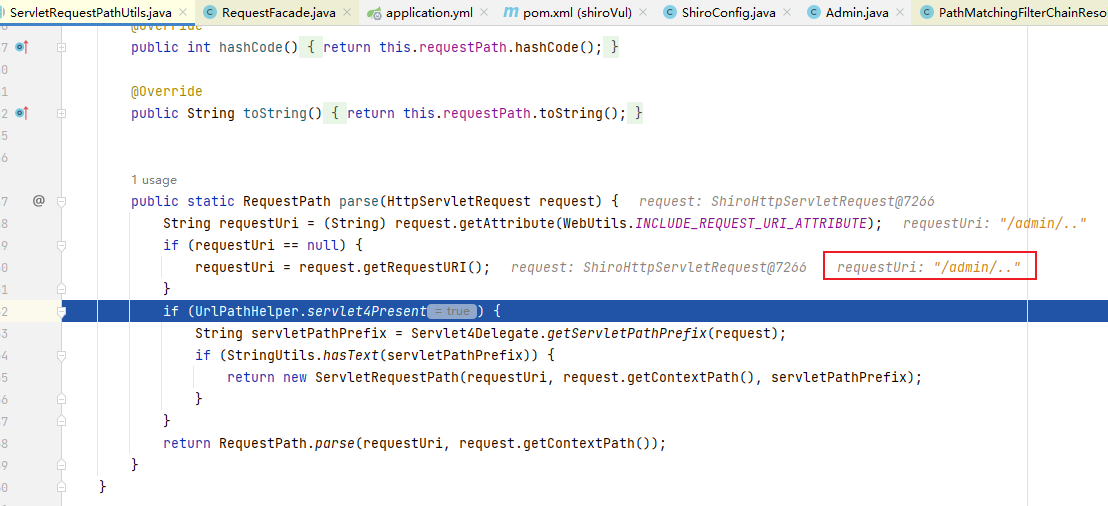 ServletRequestPathUtils.java × RequestFacade.java × application.yml × pom.xml (shiroVul) × ShiroConfig.java × Admin.java × PathMatchingFilterChainReso
@Override
7 public int hashCode() { return this.requestPath.hashCode(); }
0
1 @Override
2 public String toString() { return this.requestPath.toString(); }
5
6
1 usage
7 @ public static RequestPath parse(HttpServletRequest request) { request: ShiroHttpServletRequest@7266
8 String requestUri = (String) request.getAttribute(WebUtils.INCLUDE_REQUEST_URI_ATTRIBUTE); requestUri: "/admin/.."
9 if (requestUri == null) {
0 requestUri = request.getRequestURI(); request: ShiroHttpServletRequest@7266 requestUri: "/admin/.."
1 }
2 if (UrlPathHelper.servlet4Present = true ) {
3 String servletPathPrefix = Servlet4Delegate.getServletPathPrefix(request);
4 if (StringUtils.hasText(servletPathPrefix)) {
5 return new ServletRequestPath(requestUri, request.getContextPath(), servletPathPrefix);
6 }
7 }
8 return RequestPath.parse(requestUri, request.getContextPath());
9 }
0 }